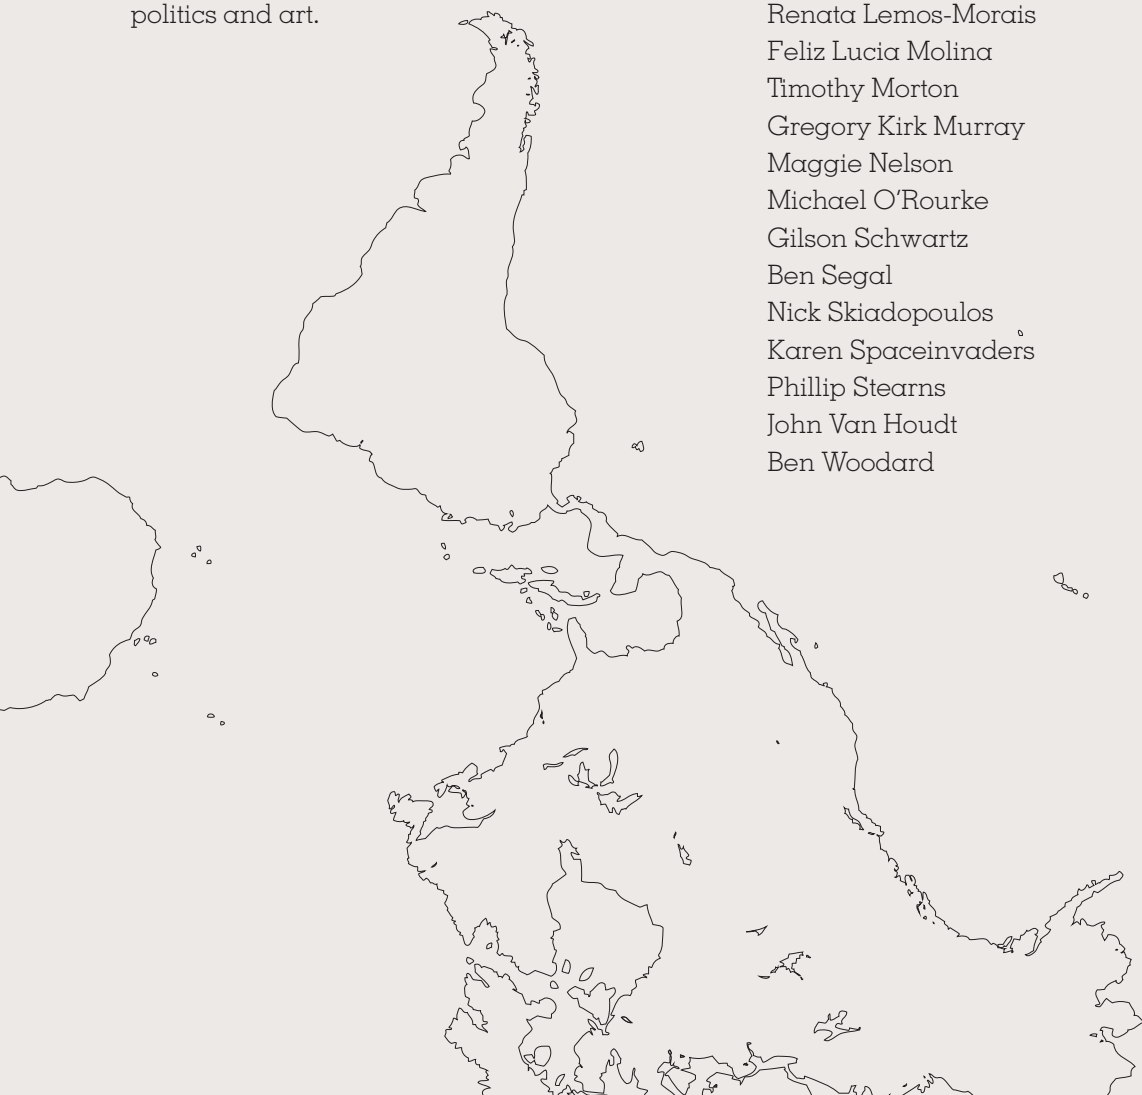 politics and art.
Renata Lemos-Morais
Feliz Lucia Molina
Timothy Morton
Gregory Kirk Murray
Maggie Nelson
Michael O’Rourke
Gilson Schwartz
Ben Segal
Nick Skiadopoulos
Karen Spaceinvaders
Phillip Stearns
John Van Houdt
Ben Woodard